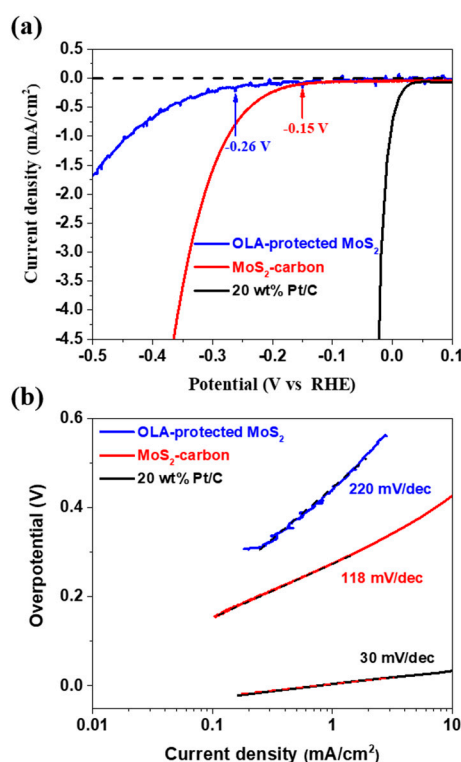 (a)
0.5
0.0
-0.5
-1.0
-1.5
-2.0
-2.5
-3.0
-3.5
-4.0
-4.5
Current density (mA/cm²)
-0.26 V
-0.15 V
OLA-protected MoS₂
MoS₂-carbon
20 wt% Pt/C
-0.5 -0.4 -0.3 -0.2 -0.1 0.0 0.1
Potential (V vs RHE)
(b)
0.6
0.4
0.2
0.0
Overpotential (V)
OLA-protected MoS₂
MoS₂-carbon
20 wt% Pt/C
220 mV/dec
118 mV/dec
30 mV/dec
0.01 0.1 1 10
Current density (mA/cm²)